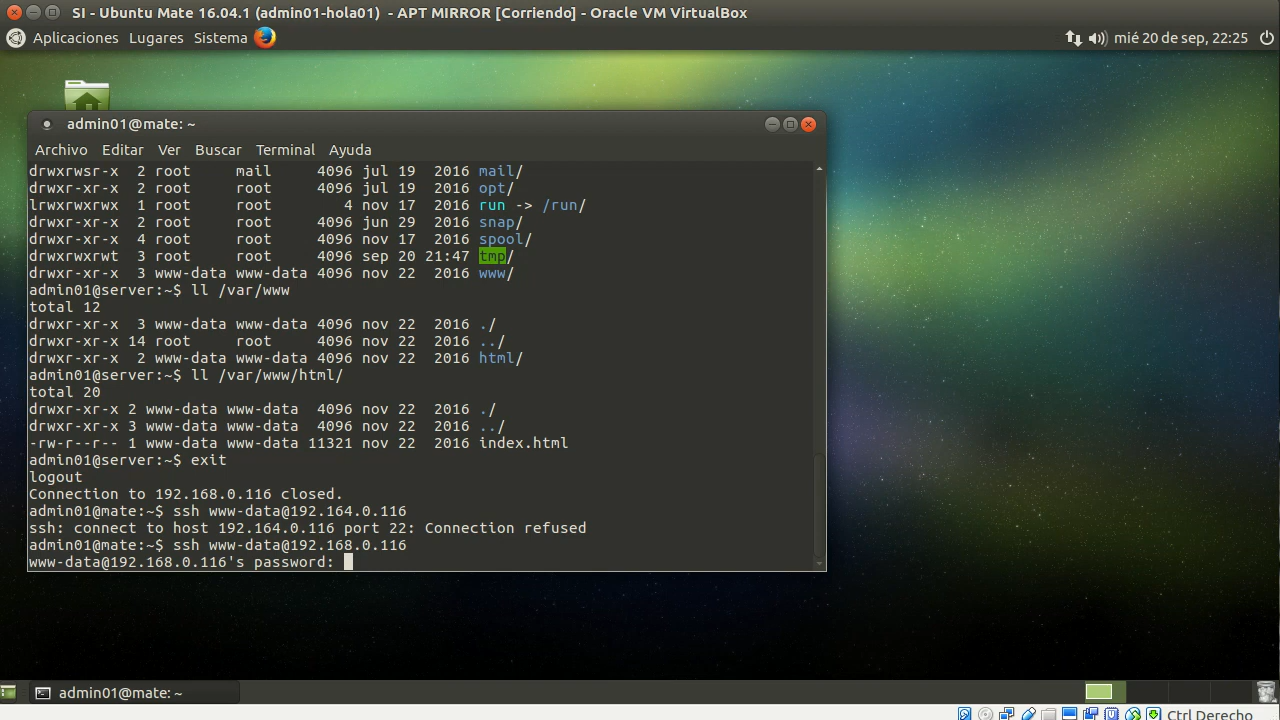 SI - Ubuntu Mate 16.04.1 (admin01-hola01) - APT MIRROR [Corriendo] - Oracle VM VirtualBox
Aplicaciones Lugares Sistema mié 20 de sep, 22:25
admin01@mate: ~
Archivo Editar Ver Buscar Terminal Ayuda
drwxrwsr-x  2 root     mail     4096 jul 19  2016 mail/
drwxr-xr-x  2 root     root     4096 jul 19  2016 opt/
lrwxrwxrwx  1 root     root        4 nov 17  2016 run -> /run/
drwxr-xr-x  2 root     root     4096 jun 29  2016 snap/
drwxr-xr-x  4 root     root     4096 nov 17  2016 spool/
drwxrwxrwt  3 root     root     4096 sep 20 21:47 tmp/
drwxr-xr-x  3 www-data www-data 4096 nov 22  2016 www/
admin01@server:~$ ll /var/www
total 12
drwxr-xr-x  3 www-data www-data 4096 nov 22  2016 ./
drwxr-xr-x 14 root     root     4096 nov 22  2016 ../
drwxr-xr-x  2 www-data www-data 4096 nov 22  2016 html/
admin01@server:~$ ll /var/www/html/
total 20
drwxr-xr-x 2 www-data www-data  4096 nov 22  2016 ./
drwxr-xr-x 3 www-data www-data  4096 nov 22  2016 ../
-rw-r--r-- 1 www-data www-data 11321 nov 22  2016 index.html
admin01@server:~$ exit
logout
Connection to 192.168.0.116 closed.
admin01@mate:~$ ssh www-data@192.164.0.116
ssh: connect to host 192.164.0.116 port 22: Connection refused
admin01@mate:~$ ssh www-data@192.168.0.116
www-data@192.168.0.116's password:
admin01@mate: ~
Ctrl Derecho